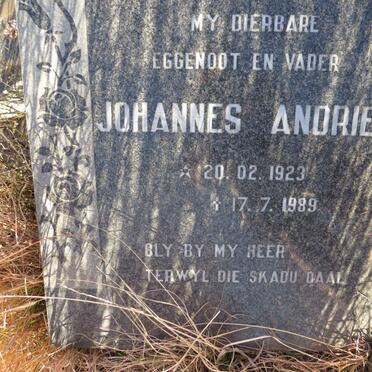 MY DIERBARE
EGGENOOT EN VADER
JOHANNES ANDRIE
☆ 20. 02. 1923
✝ 17. 7. 1989
BLY BY MY HEER
TERWYL DIE SKADU DAAL